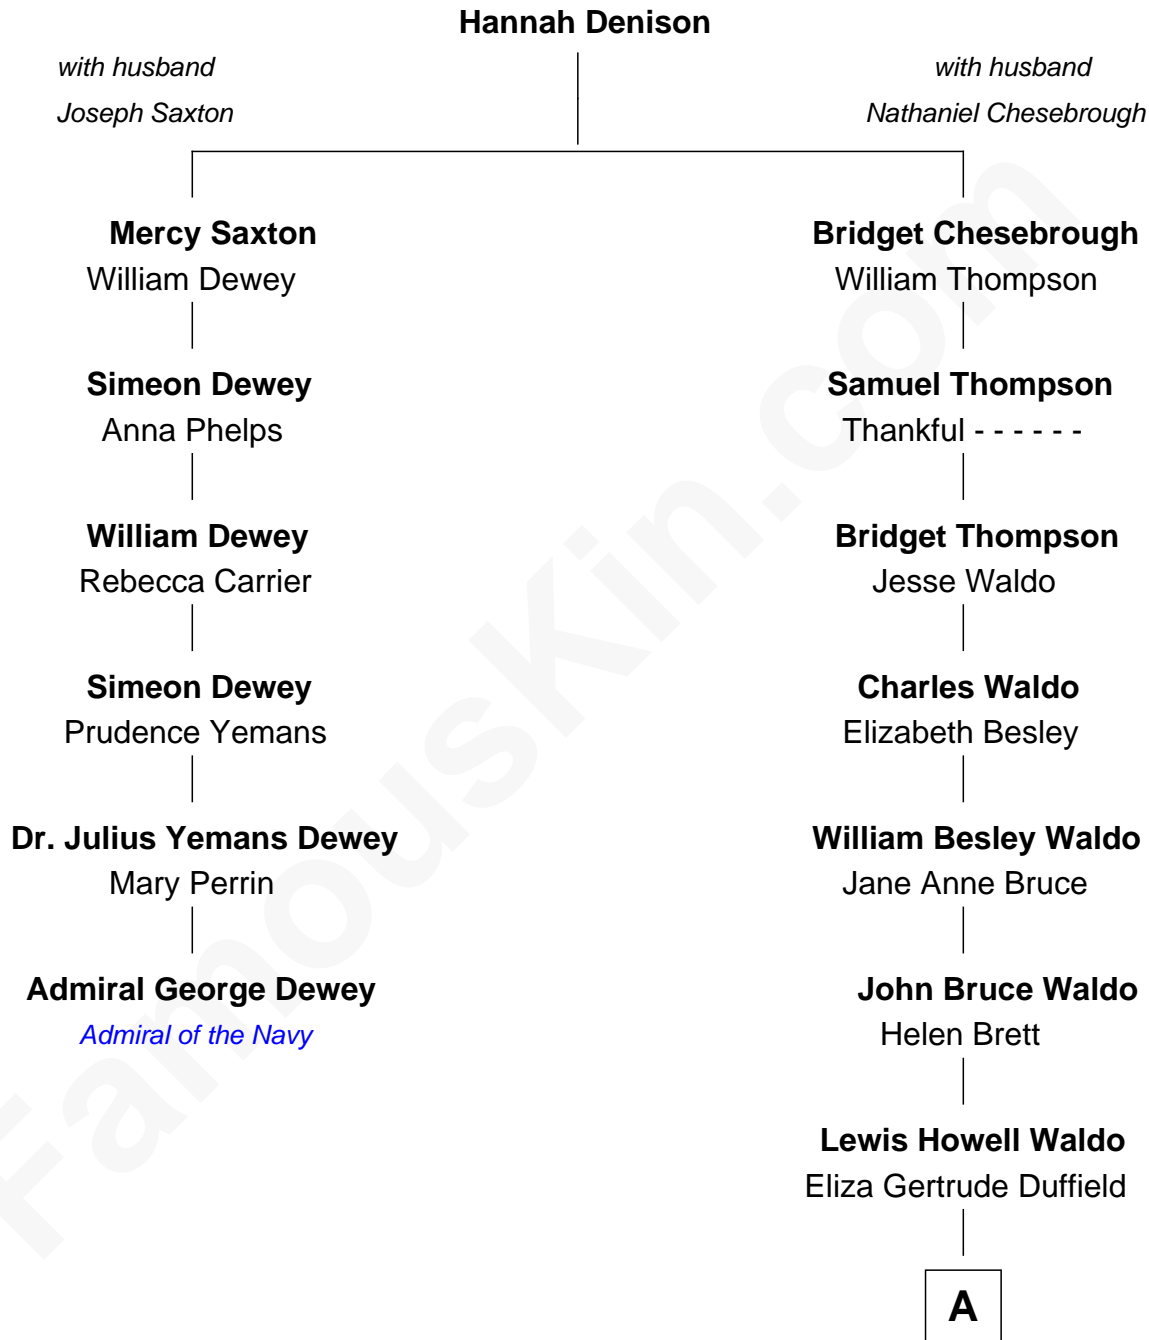 Hannah Denison
with husband
Joseph Saxton
with husband
Nathaniel Chesebrough
Mercy Saxton
William Dewey
Bridget Chesebrough
William Thompson
Simeon Dewey
Anna Phelps
Samuel Thompson
Thankful - - - - - -
William Dewey
Rebecca Carrier
Bridget Thompson
Jesse Waldo
Simeon Dewey
Prudence Yemans
Charles Waldo
Elizabeth Besley
Dr. Julius Yemans Dewey
Mary Perrin
William Besley Waldo
Jane Anne Bruce
Admiral George Dewey
Admiral of the Navy
John Bruce Waldo
Helen Brett
Lewis Howell Waldo
Eliza Gertrude Duffield
A
FamousKin.com